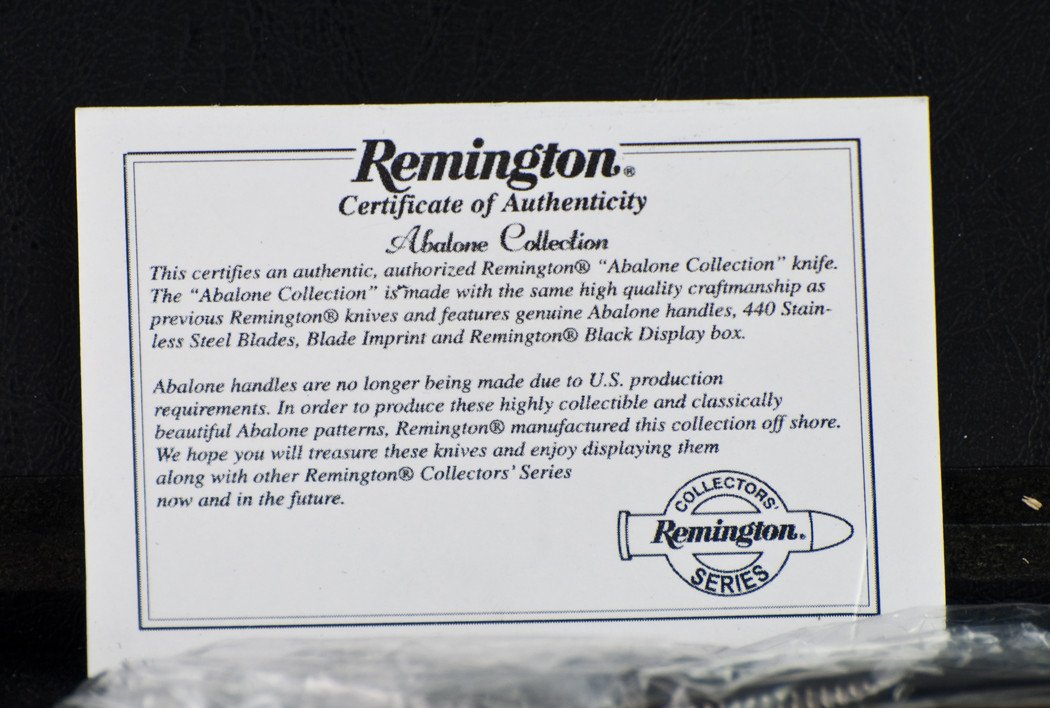 Remington®
Certificate of Authenticity
Abalone Collection
This certifies an authentic, authorized Remington® “Abalone Collection” knife.
The “Abalone Collection” is made with the same high quality craftmanship as
previous Remington® knives and features genuine Abalone handles, 440 Stain-
less Steel Blades, Blade Imprint and Remington® Black Display box.
Abalone handles are no longer being made due to U.S. production
requirements. In order to produce these highly collectible and classically
beautiful Abalone patterns, Remington® manufactured this collection off shore.
We hope you will treasure these knives and enjoy displaying them
along with other Remington® Collectors' Series
now and in the future.
COLLECTORS'
Remington®
SERIES